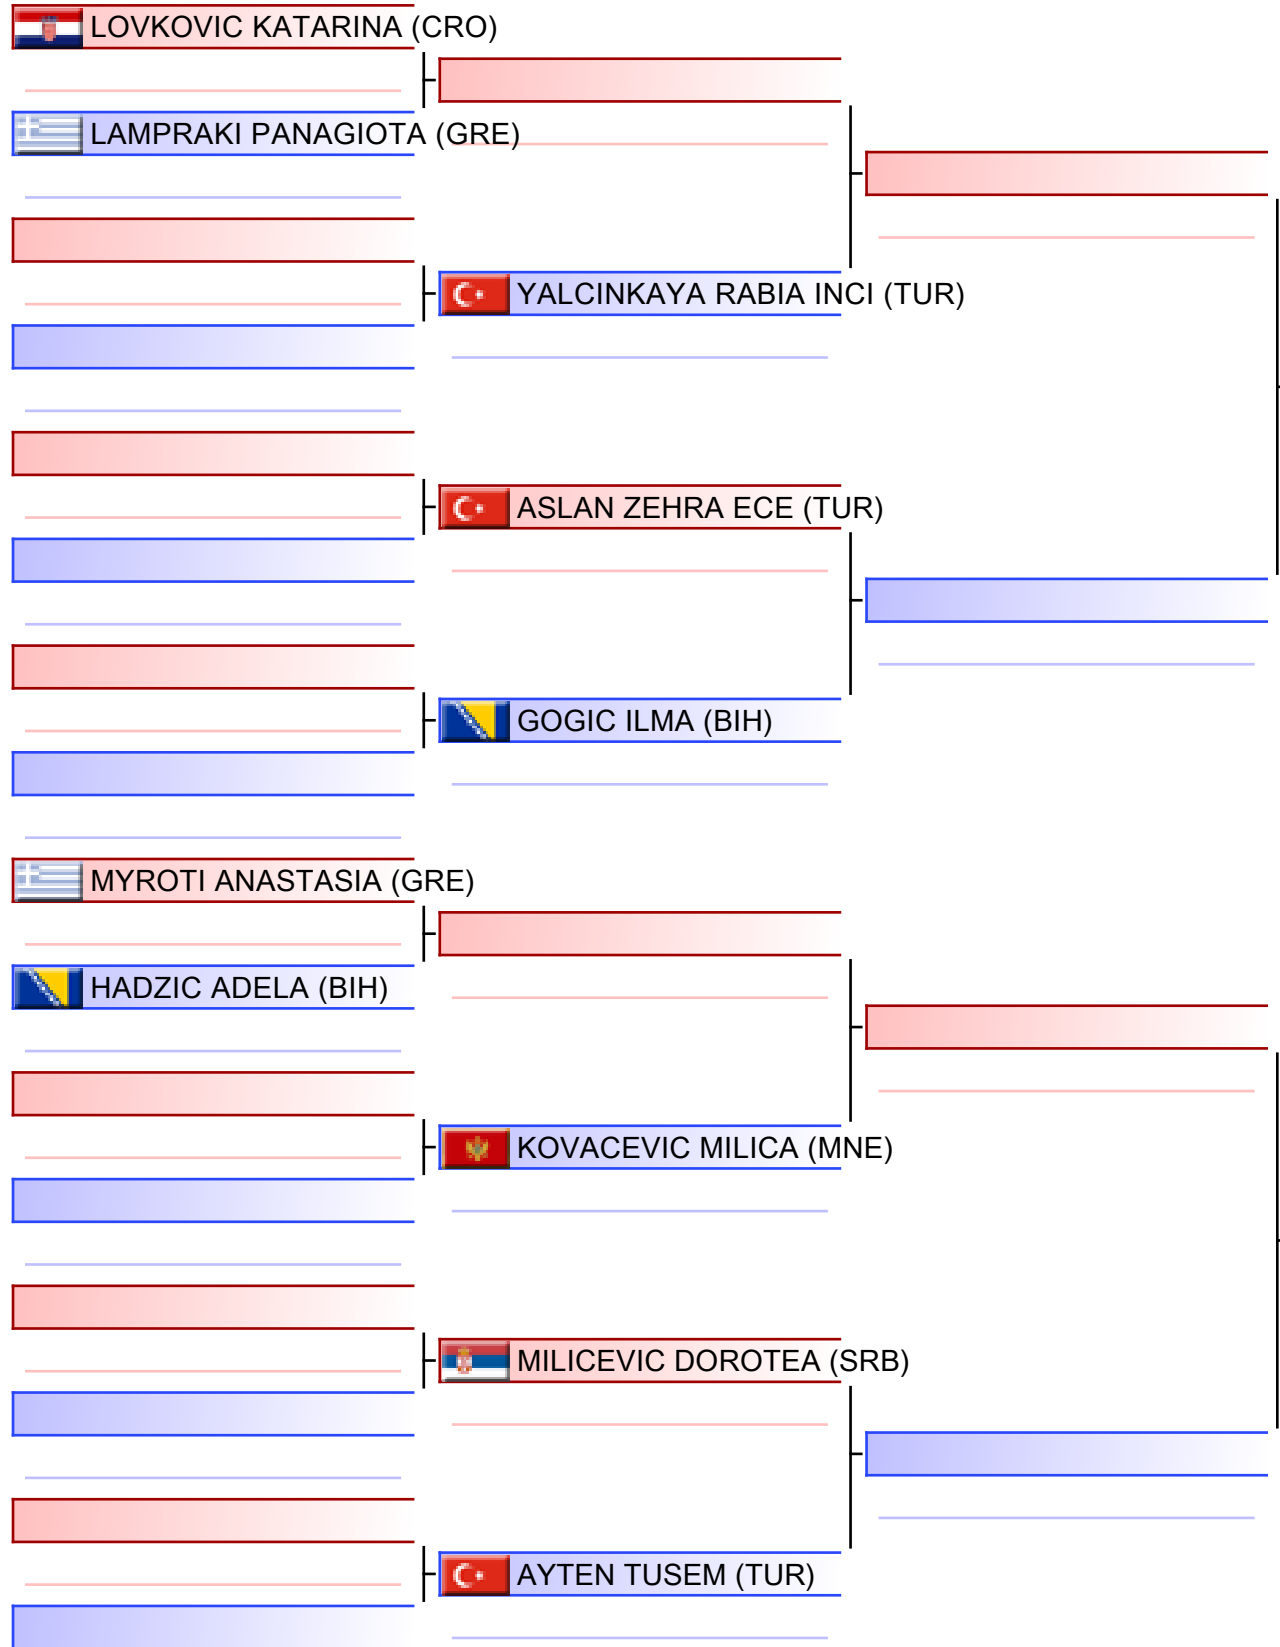 LOVKOVIC KATARINA (CRO)
LAMPRAKI PANAGIOTA (GRE)
YALCINKAYA RABIA INCI (TUR)
ASLAN ZEHRA ECE (TUR)
GOGIC ILMA (BIH)
MYROTI ANASTASIA (GRE)
HADZIC ADELA (BIH)
KOVACEVIC MILICA (MNE)
MILICEVIC DOROTEA (SRB)
AYTEN TUSEM (TUR)